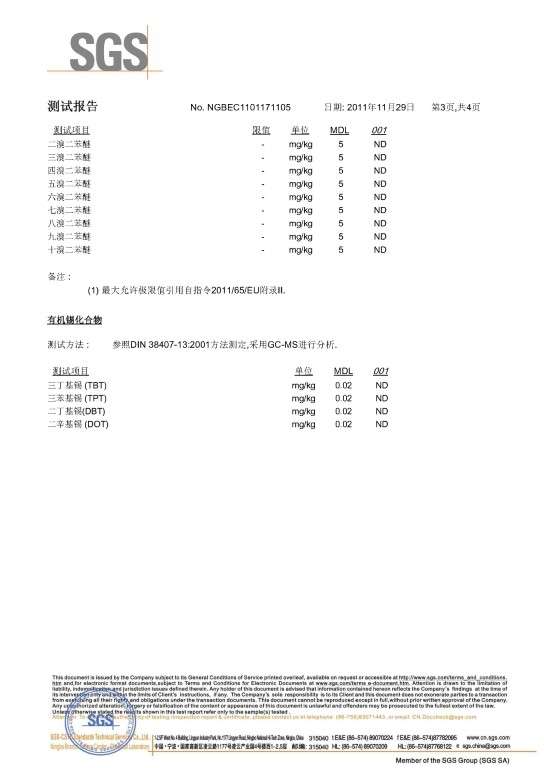 SGS
测试报告 No. NGBEC1101171105 日期: 2011年11月29日 第3页,共4页
测试项目 限值 单位 MDL 001
二溴二苯醚 - mg/kg 5 ND
三溴二苯醚 - mg/kg 5 ND
四溴二苯醚 - mg/kg 5 ND
五溴二苯醚 - mg/kg 5 ND
六溴二苯醚 - mg/kg 5 ND
七溴二苯醚 - mg/kg 5 ND
八溴二苯醚 - mg/kg 5 ND
九溴二苯醚 - mg/kg 5 ND
十溴二苯醚 - mg/kg 5 ND
备注：
(1) 最大允许极限值引用自指令2011/65/EU附录II.
有机锡化合物
测试方法： 参照DIN 38407-13:2001方法测定,采用GC-MS进行分析.
测试项目 单位 MDL 001
三丁基锡 (TBT) mg/kg 0.02 ND
三苯基锡 (TPT) mg/kg 0.02 ND
二丁基锡(DBT) mg/kg 0.02 ND
二辛基锡 (DOT) mg/kg 0.02 ND
This document is issued by the Company subject to its General Conditions of Service printed overleaf, available on request or accessible at http://www.sgs.com/terms_and_conditions.
htm and,for electronic format documents,subject to Terms and Conditions for Electronic Documents at www.sgs.com/terms_e-document.htm. Attention is drawn to the limitation of
liability, indemnification and jurisdiction issues defined therein. Any holder of this document is advised that information contained hereon reflects the Company's findings at the time of
its intervention only and within the limits of Client's instructions, if any. The Company's sole responsibility is to its Client and this document does not exonerate parties to a transaction
from exercising all their rights and obligations under the transaction documents. This document cannot be reproduced except in full,without prior written approval of the Company.
Any unauthorized alteration, forgery or falsification of the content or appearance of this document is unlawful and offenders may be prosecuted to the fullest extent of the law.
Unless otherwise stated the results shown in this report refer only to the sample(s) tested.
SGS
315040 t E&E (86-574) 89070224 f E&E (86-574)87782095 www.cn.sgs.com
中国·宁波·国家高新区凌云路1177号凌云产业园4号楼西1-2,5层 邮编: 315040 HL: (86-574) 89070209 HL: (86-574)87768122 e sgs.china@sgs.com
Member of the SGS Group (SGS SA)